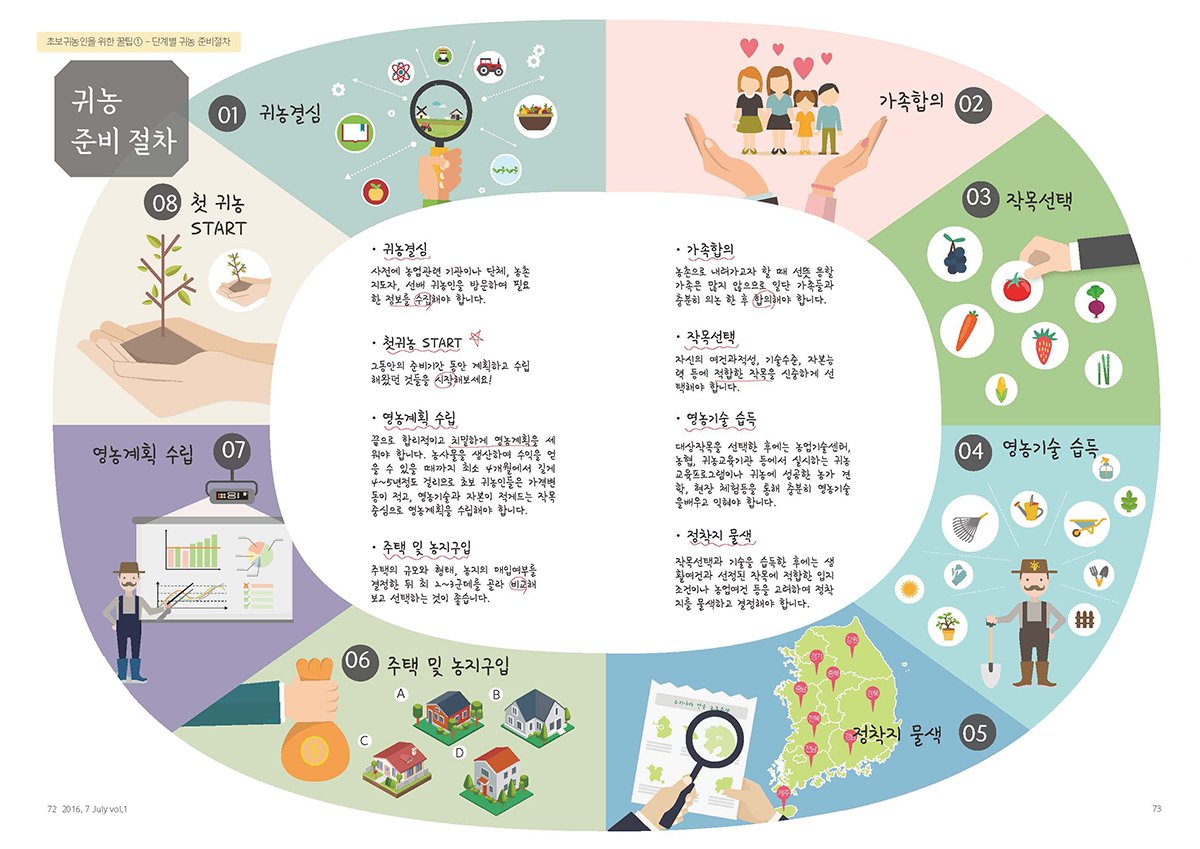 초보귀농인을 위한 꿀팁① - 단계별 귀농 준비절차
귀농
준비 절차
01 귀농결심
가족합의 02
03 작목선택
04 영농기술 습득
정착지 물색 05
06 주택 및 농지구입
A
B
C
D
영농계획 수립 07
08 첫 귀농
START
· 귀농결심
사전에 농업관련 기관이나 단체, 농촌
지도자, 선배 귀농인을 방문하여 필요
한 정보을 수집해야 합니다.
· 첫귀농 START
그동안의 준비기간 동안 계획하고 수립
해왔던 것들을 시작해보세요!
· 영농계획 수립
끝으로 합리적이고 치밀하게 영농계획을 세
워야 합니다. 농사물을 생산하여 수익을 얻
을 수 있을 때까지 최소 4개월에서 길게
4~5년정도 걸리므로 초보 귀농인들은 가격변
동이 적고, 영농기술과 자본이 적게드는 작목
중심으로 영농계획을 수립해야 합니다.
· 주택 및 농지구입
주택의 규모와 형태, 농지의 매입여부를
결정한 뒤 최 2~3군데를 골라 비교해
보고 선택하는 것이 좋습니다.
· 가족합의
농촌으로 내려가고자 할 때 선뜻 응할
가족은 많지 않으므로 일단 가족들과
충분히 의논 한 후 합의해야 합니다.
· 작목선택
자신의 여건과적성, 기술수준, 자본능
력 등에 적합한 작목을 신중하게 선
택해야 합니다.
· 영농기술 습득
대상작목을 선택한 후에는 농업기술센터,
농협, 귀농교육기관 등에서 실시하는 귀농
교육프로그램이나 귀농에 성공한 농가 견
학, 현장 체험등을 통해 충분히 영농기술
을배우고 익혀야 합니다.
· 정착지 물색
작목선택과 기술을 습득한 후에는 생
활여건과 선정된 작목에 적합한 입지
조건이나 농업여건 등을 고려하여 정착
지를 물색하고 결정해야 합니다.
강원
경기
충북
충남
경북
전북
경남
전남
제주
72 2016. 7 July vol.1
73